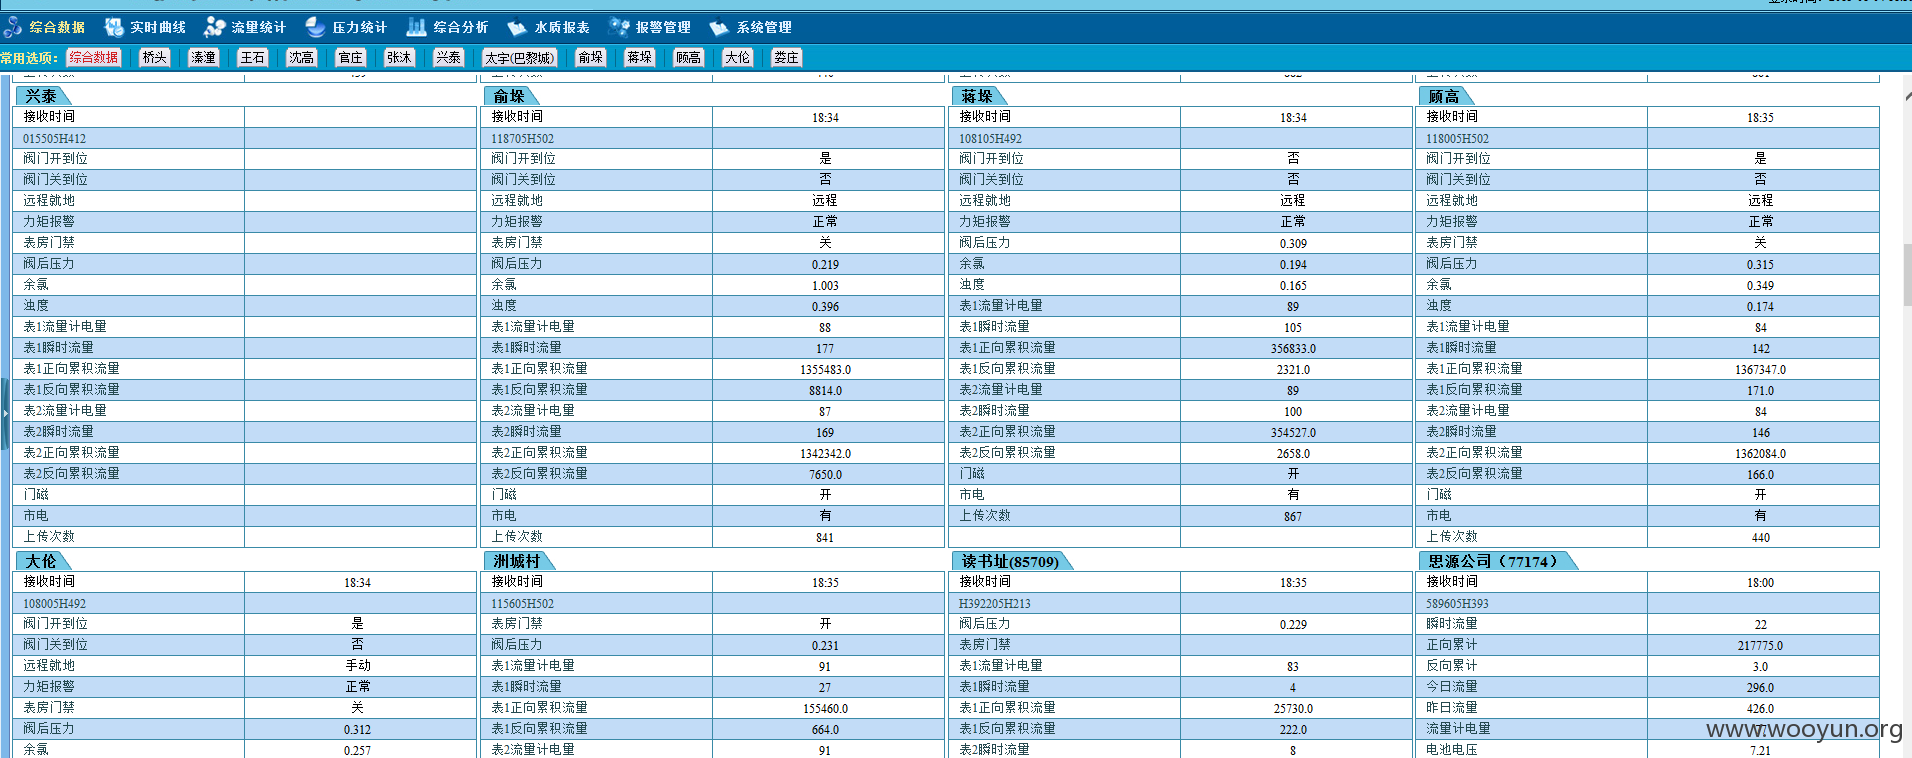 综合数据 实时曲线 流量统计 压力统计 综合分析 水质报表 报警管理 系统管理
常用选项: 综合数据 桥头 溱潼 王石 沈高 官庄 张沐 兴泰 太宇(巴黎城) 俞垛 蒋垛 顾高 大伦 娄庄
兴泰 俞垛 蒋垛 顾高
接收时间 接收时间 18:34 接收时间 18:34 接收时间 18:35
015505H412 118705H502 108105H492 118005H502
阀门开到位 阀门开到位 是 阀门开到位 否 阀门开到位 是
阀门关到位 阀门关到位 否 阀门关到位 否 阀门关到位 否
远程就地 远程就地 远程 远程就地 远程 远程就地 远程
力矩报警 力矩报警 正常 力矩报警 正常 力矩报警 正常
表房门禁 表房门禁 关 阀后压力 0.309 表房门禁 关
阀后压力 阀后压力 0.219 余氯 0.194 阀后压力 0.315
余氯 余氯 1.003 浊度 0.165 余氯 0.349
浊度 浊度 0.396 表1流量计电量 89 浊度 0.174
表1流量计电量 表1流量计电量 88 表1瞬时流量 105 表1流量计电量 84
表1瞬时流量 表1瞬时流量 177 表1正向累积流量 356833.0 表1瞬时流量 142
表1正向累积流量 表1正向累积流量 1355483.0 表1反向累积流量 2321.0 表1正向累积流量 1367347.0
表1反向累积流量 表1反向累积流量 8814.0 表2流量计电量 89 表1反向累积流量 171.0
表2流量计电量 表2流量计电量 87 表2瞬时流量 100 表2流量计电量 84
表2瞬时流量 表2瞬时流量 169 表2正向累积流量 354527.0 表2瞬时流量 146
表2正向累积流量 表2正向累积流量 1342342.0 表2反向累积流量 2658.0 表2正向累积流量 1362084.0
表2反向累积流量 表2反向累积流量 7650.0 门磁 开 表2反向累积流量 166.0
门磁 门磁 开 市电 有 门磁 开
市电 市电 有 上传次数 867 市电 有
上传次数 上传次数 841 上传次数 440
大伦 洲城村 读书址(85709) 思源公司（77174）
接收时间 18:34 接收时间 18:35 接收时间 18:35 接收时间 18:00
108005H492 115605H502 H392205H213 589605H393
阀门开到位 是 表房门禁 开 阀后压力 0.229 瞬时流量 22
阀门关到位 否 阀后压力 0.231 表房门禁 正向累计 217775.0
远程就地 手动 表1流量计电量 91 表1流量计电量 83 反向累计 3.0
力矩报警 正常 表1瞬时流量 27 表1瞬时流量 4 今日流量 296.0
表房门禁 关 表1正向累积流量 155460.0 表1正向累积流量 25730.0 昨日流量 426.0
阀后压力 0.312 表1反向累积流量 664.0 表1反向累积流量 222.0 流量计电量
余氯 0.257 表2流量计电量 91 表2瞬时流量 8 电池电压 7.21
www.wooyun.org